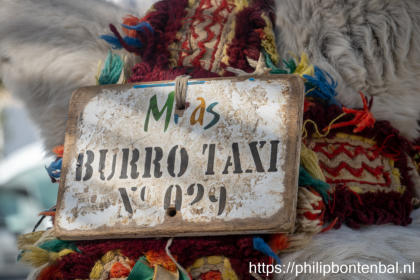 Mijas
BURRO TAXI
Nº 029
https://philipbontenbal.nl